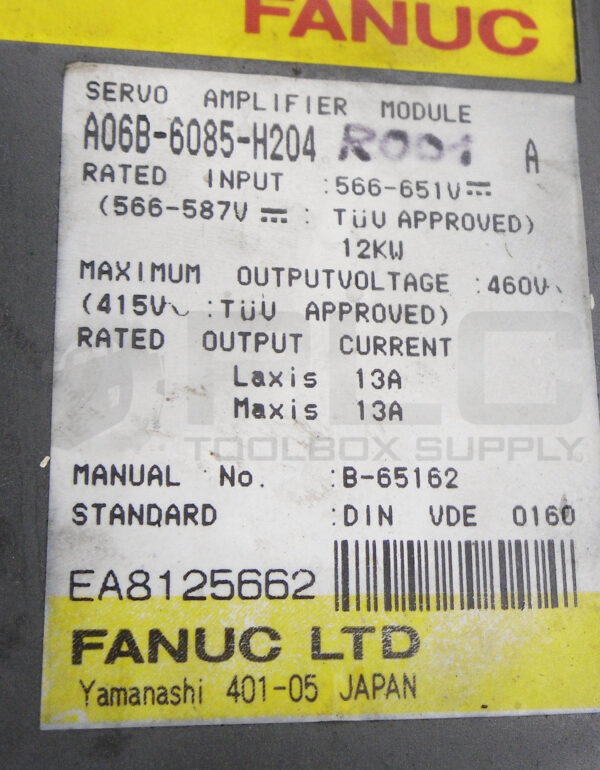 FANUC
SERVO AMPLIFIER MODULE
A06B-6085-H204 R001 A
RATED INPUT :566-651V⎓
(566-587V ⎓ : TüV APPROVED)
12KW
MAXIMUM OUTPUTVOLTAGE :460V~
(415V~ :TüV APPROVED)
RATED OUTPUT CURRENT
Laxis 13A
Maxis 13A
PLC
TOOLBOX SUPPLY
MANUAL No. :B-65162
STANDARD :DIN VDE 0160
EA8125662
FANUC LTD
Yamanashi 401-05 JAPAN